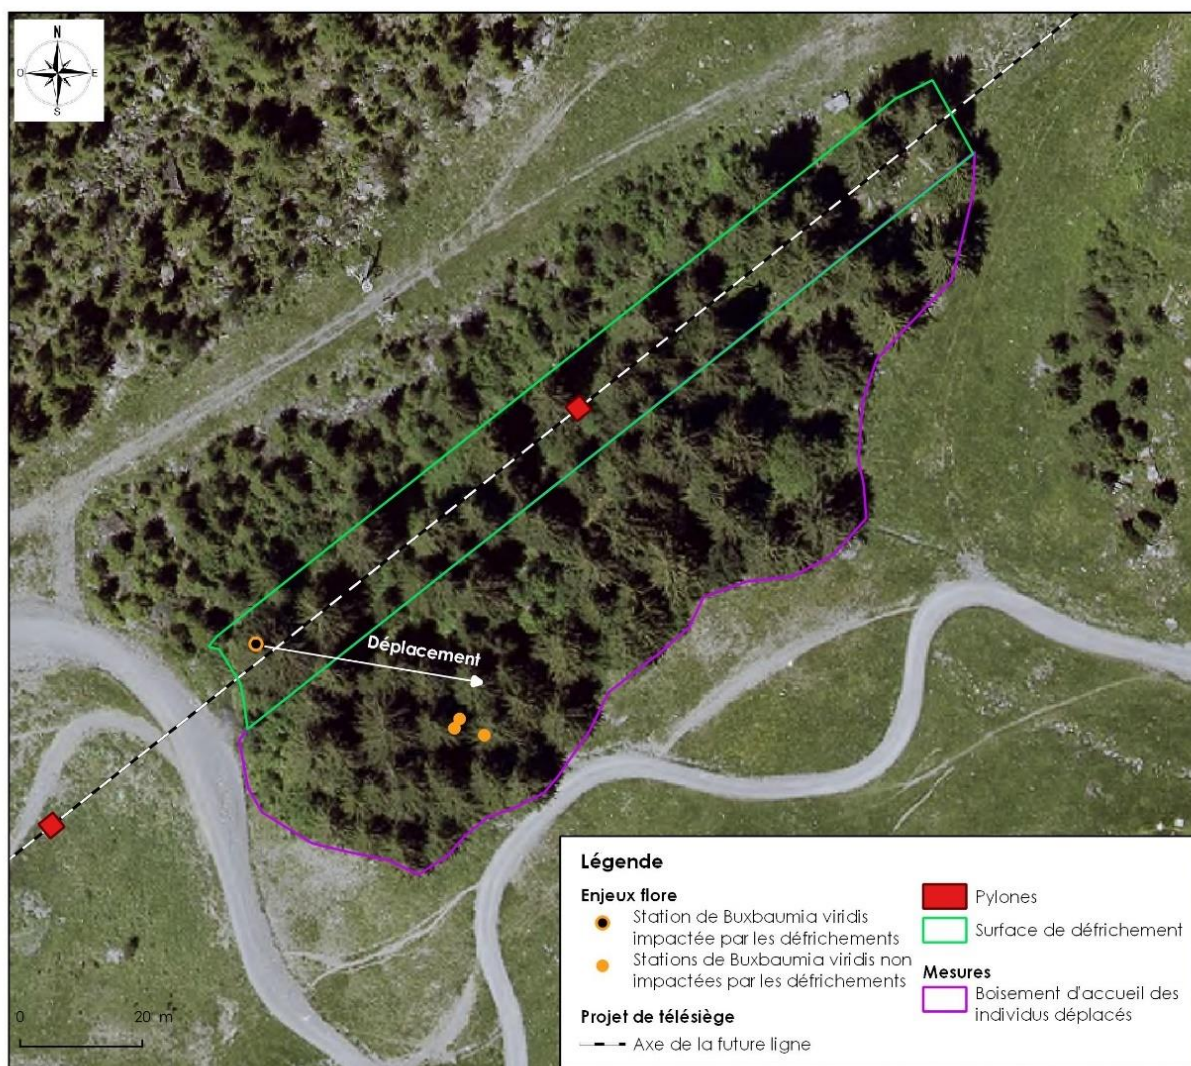 N
O E
S
Déplacement
Légende
Enjeux flore
Station de Buxbaumia viridis
impactée par les défrichements
Stations de Buxbaumia viridis non
impactées par les défrichements
Projet de télésiège
Axe de la future ligne
Pylones
Surface de défrichement
Mesures
Boisement d'accueil des
individus déplacés
0 20 m